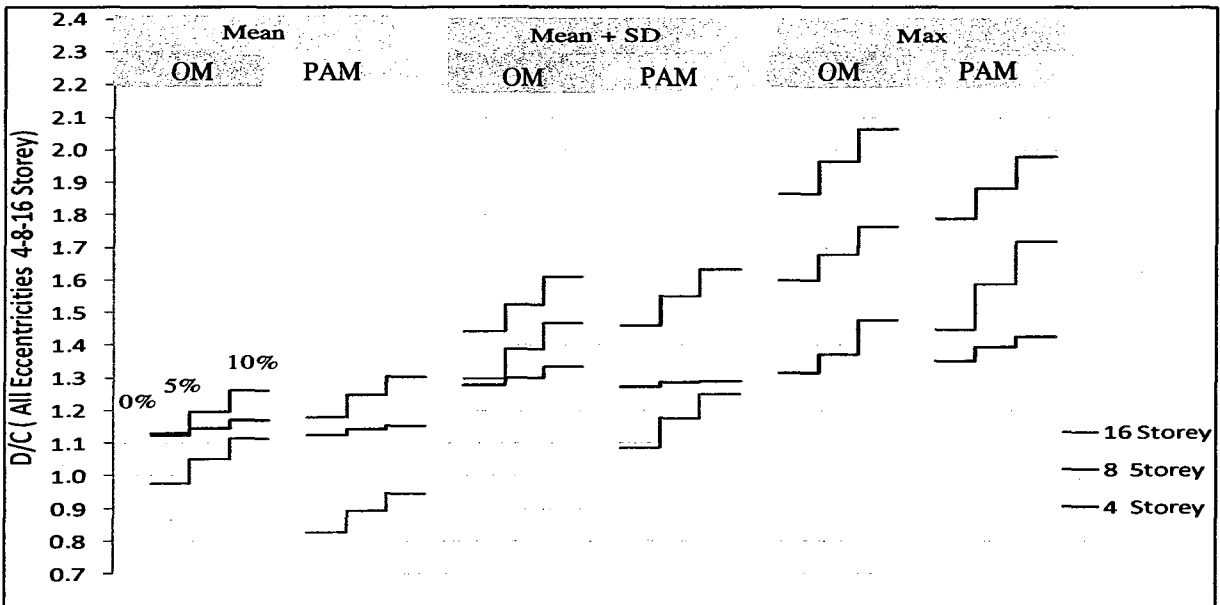 Mean Mean + SD Max
OM PAM OM PAM OM PAM
D/C ( All Eccentricities 4-8-16 Storey)
2.4
2.3
2.2
2.1
2.0
1.9
1.8
1.7
1.6
1.5
1.4
1.3
1.2
1.1
1.0
0.9
0.8
0.7
0% 5% 10%
16 Storey
8 Storey
4 Storey